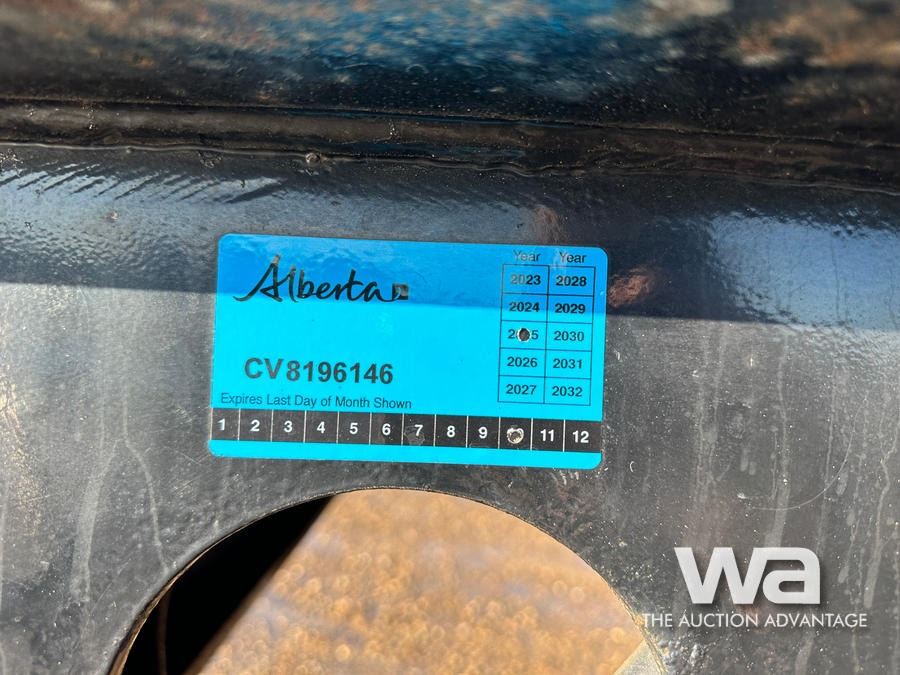 Alberta
Year Year
2023 2028
2024 2029
2030
2026 2031
2027 2032
CV8196146
Expires Last Day of Month Shown
1 2 3 4 5 6 7 8 9 11 12
wa
THE AUCTION ADVANTAGE